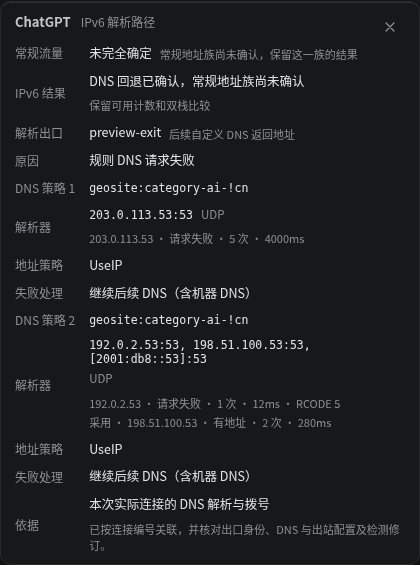 ChatGPT IPv6 解析路径 ×
常规流量 未完全确定 常规地址族尚未确认，保留这一族的结果
DNS 回退已确认，常规地址族尚未确认
IPv6 结果
保留可用计数和双栈比较
解析出口 preview-exit 后续自定义 DNS 返回地址
原因 规则 DNS 请求失败
DNS 策略 1 geosite:category-ai-!cn
203.0.113.53:53 UDP
解析器
203.0.113.53 · 请求失败 · 5 次 · 4000ms
地址策略 UseIP
失败处理 继续后续 DNS（含机器 DNS）
DNS 策略 2 geosite:category-ai-!cn
192.0.2.53:53, 198.51.100.53:53,
[2001:db8::53]:53
解析器 UDP
192.0.2.53 · 请求失败 · 1 次 · 12ms · RCODE 5
采用 · 198.51.100.53 · 有地址 · 2 次 · 280ms
地址策略 UseIP
失败处理 继续后续 DNS（含机器 DNS）
本次实际连接的 DNS 解析与拨号
依据
已按连接编号关联，并核对出口身份、DNS 与出站配置及检测修
订。